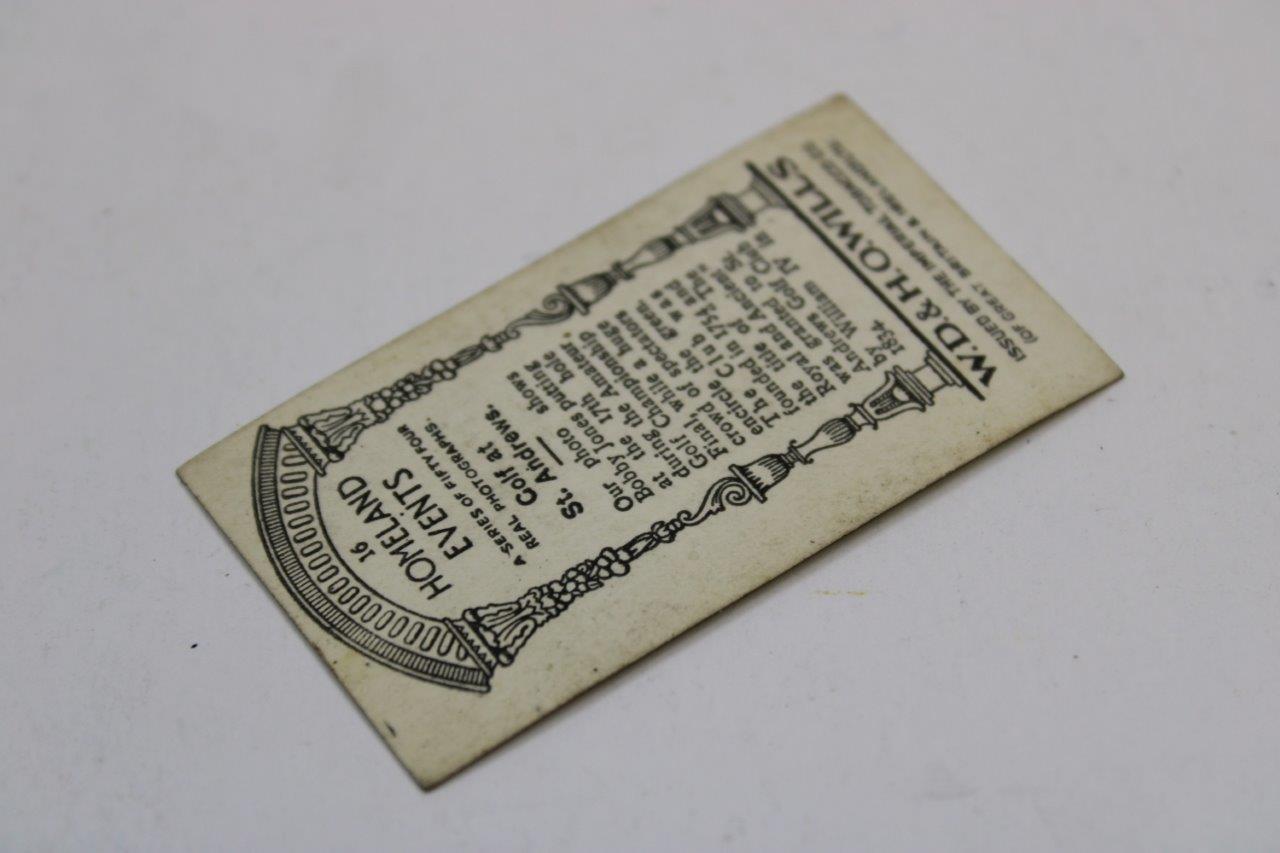 16
HOMELAND
EVENTS
A SERIES OF FIFTY FOUR
REAL PHOTOGRAPHS.
Golf at
St. Andrews.
Our photo shows
Bobby Jones putting
at the 17th hole
during the Amateur
Golf Championship
Final, while a huge
crowd of spectators
encircle the green.
The Club was
founded in 1754 and
the title of "The
Royal and Ancient"
was granted to St.
Andrews Golf Club
by William IV in
1834.
W.D. & H.O. WILLS
ISSUED BY THE IMPERIAL TOBACCO CO.
(OF GREAT BRITAIN & IRELAND), LTD.